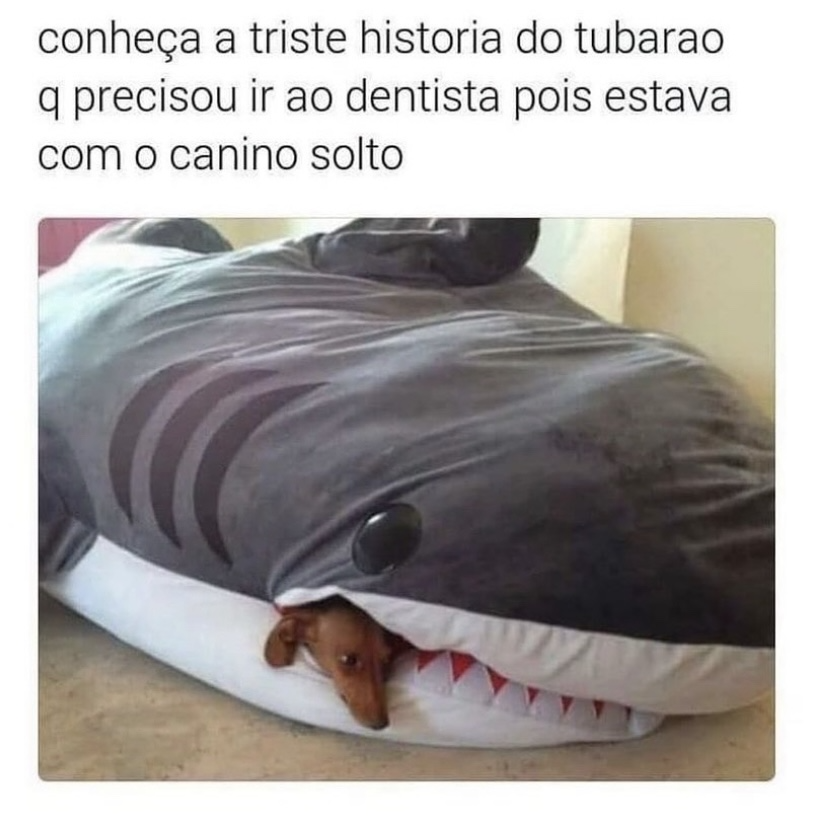 conheça a triste historia do tubarao
q precisou ir ao dentista pois estava
com o canino solto